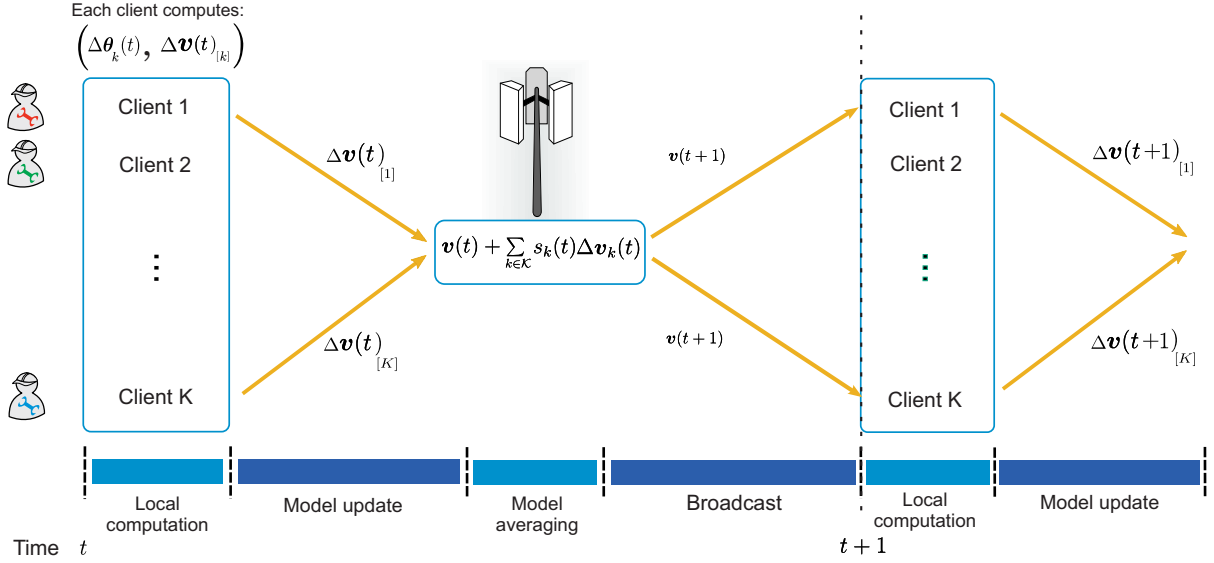 Each client computes:
(Δθ_k(t), Δv(t)_[k])
Client 1
Client 2
⋮
Client K
Δv(t)_[1]
Δv(t)_[K]
v(t) + ∑_{k∈𝒦} s_k(t)Δv_k(t)
v(t+1)
v(t+1)
Client 1
Client 2
⋮
Client K
Δv(t+1)_[1]
Δv(t+1)_[K]
Local
computation
Model update
Model
averaging
Broadcast
Local
computation
Model update
Time t
t + 1